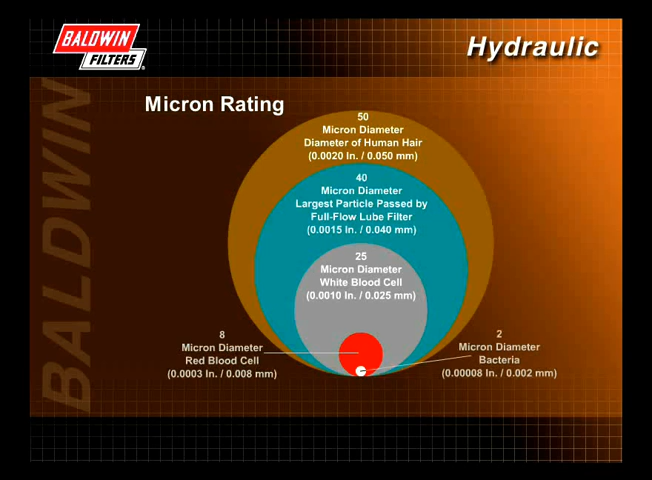 BALDWIN
FILTERS
Hydraulic
Micron Rating
BALDWIN
50
Micron Diameter
Diameter of Human Hair
(0.0020 In. / 0.050 mm)
40
Micron Diameter
Largest Particle Passed by
Full-Flow Lube Filter
(0.0015 In. / 0.040 mm)
25
Micron Diameter
White Blood Cell
(0.0010 In. / 0.025 mm)
8
Micron Diameter
Red Blood Cell
(0.0003 In. / 0.008 mm)
2
Micron Diameter
Bacteria
(0.00008 In. / 0.002 mm)